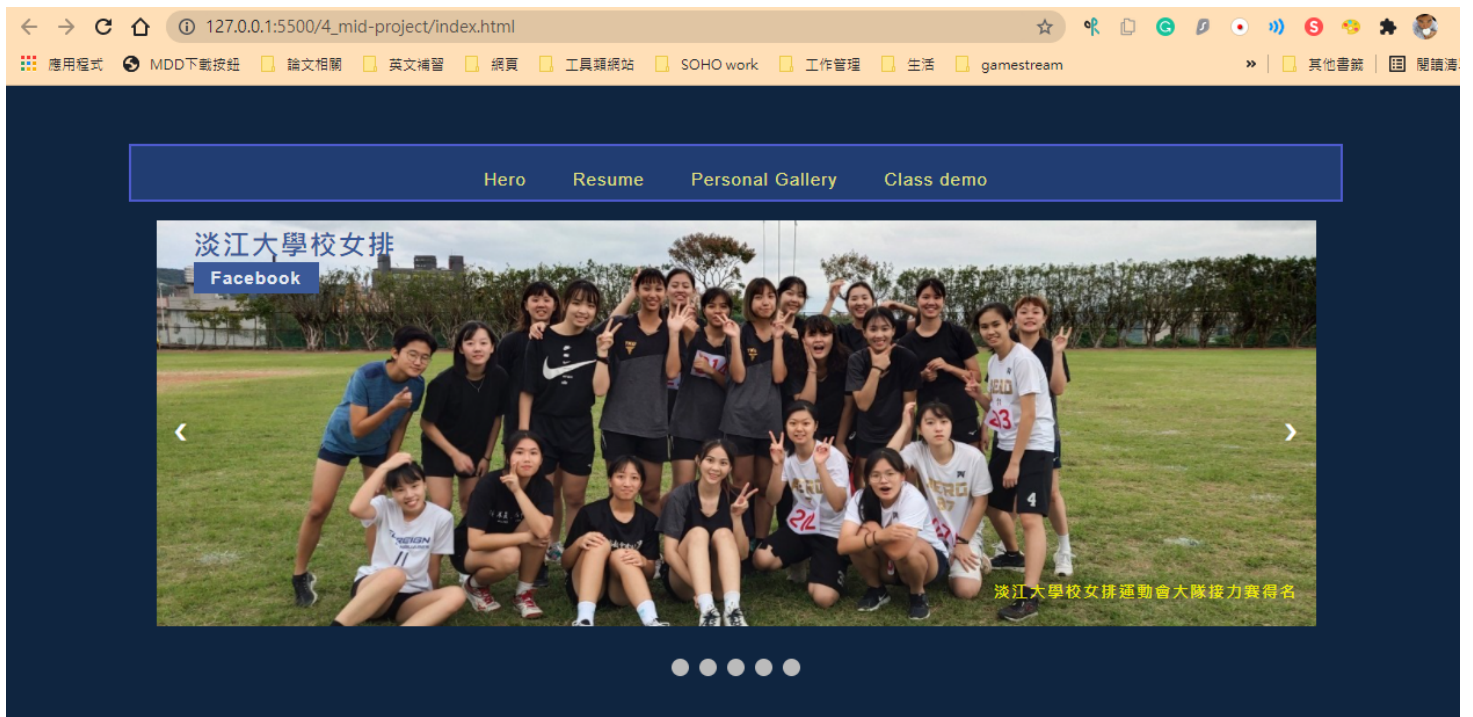 127.0.0.1:5500/4_mid-project/index.html
應用程式 MDD下載按鈕 論文相關 英文補習 網頁 工具類網站 SOHO work 工作管理 生活 gamestream » 其他書籤
Hero Resume Personal Gallery Class demo
淡江大學校女排
Facebook
淡江大學校女排運動會大隊接力賽得名